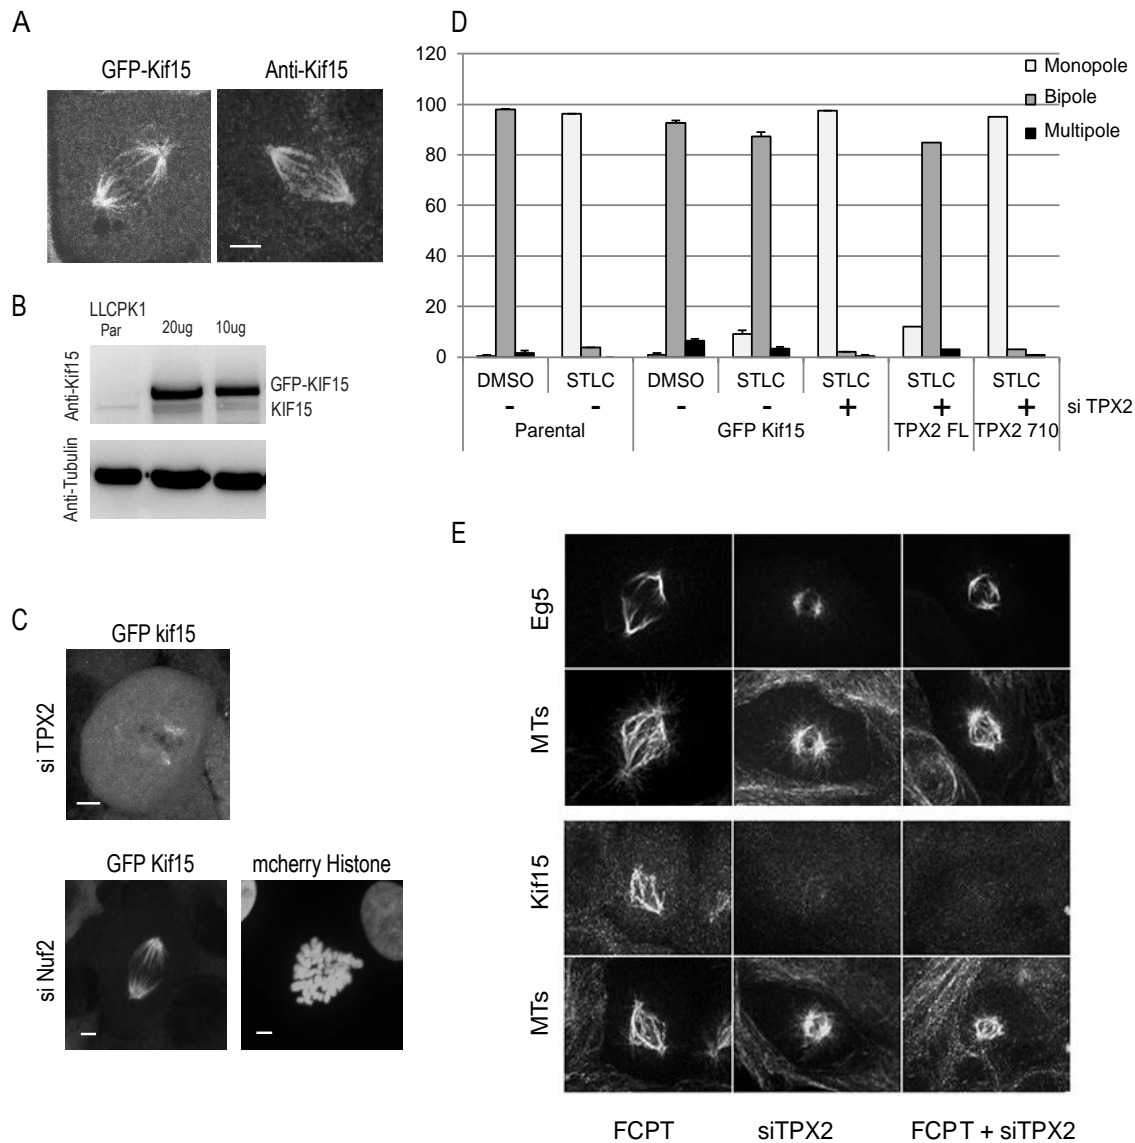 A
GFP-Kif15 Anti-Kif15
B
LLCPK1
Par 20ug 10ug
Anti-Kif15
GFP-KIF15
KIF15
Anti-Tubulin
C
GFP kif15
si TPX2
GFP Kif15 mcherry Histone
si Nuf2
D
120
100
80
60
40
20
0
Monopole
Bipole
Multipole
DMSO STLC DMSO STLC STLC STLC STLC
- - - - + + + si TPX2
Parental GFP Kif15 TPX2 FL TPX2 710
E
Eg5
MTs
Kif15
MTs
FCPT siTPX2 FCPT + siTPX2